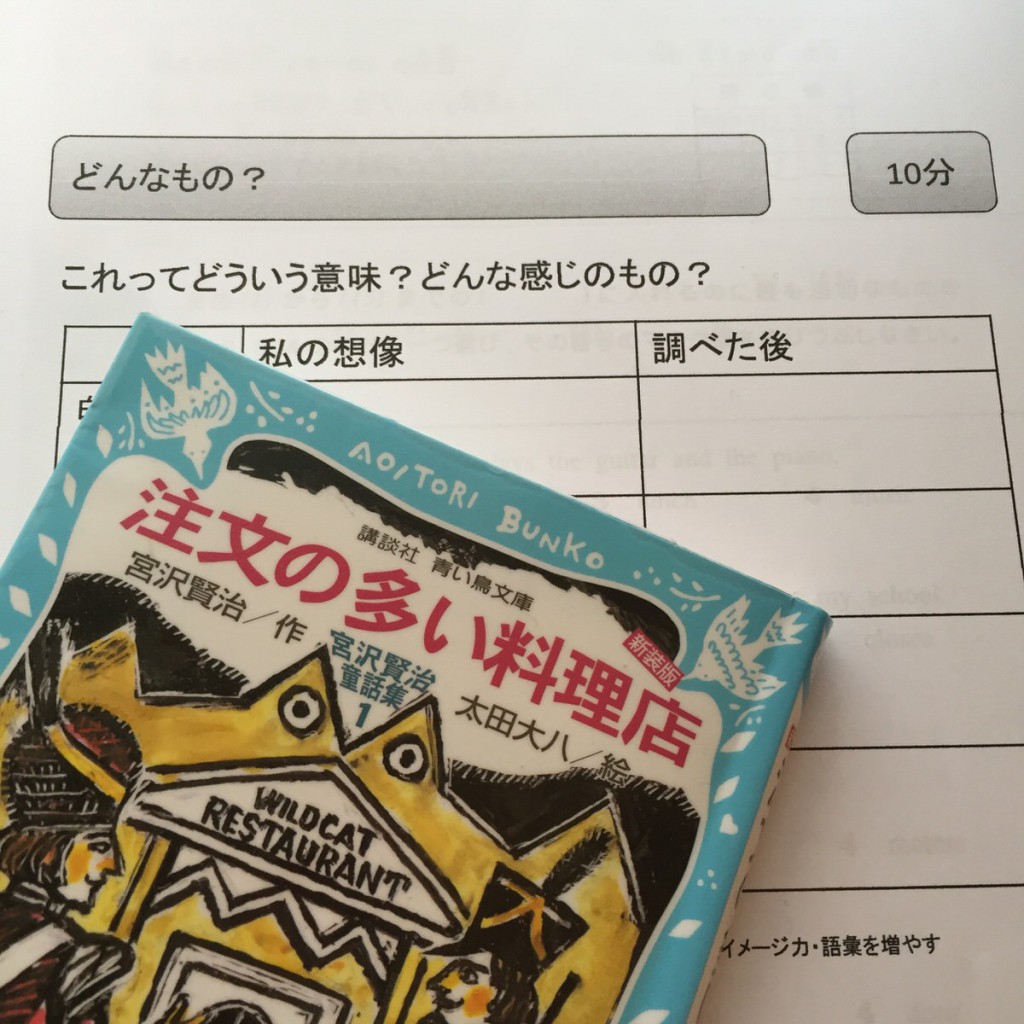 どんなもの？
10分
これってどういう意味？どんな感じのもの？
私の想像
調べた後
AOITORI BUNKO
講談社 青い鳥文庫
注文の多い料理店
新装版
宮沢賢治／作
宮沢賢治
童話集
1
太田大八／絵
WILDCAT
RESTAURANT
イメージ力・語彙を増やす